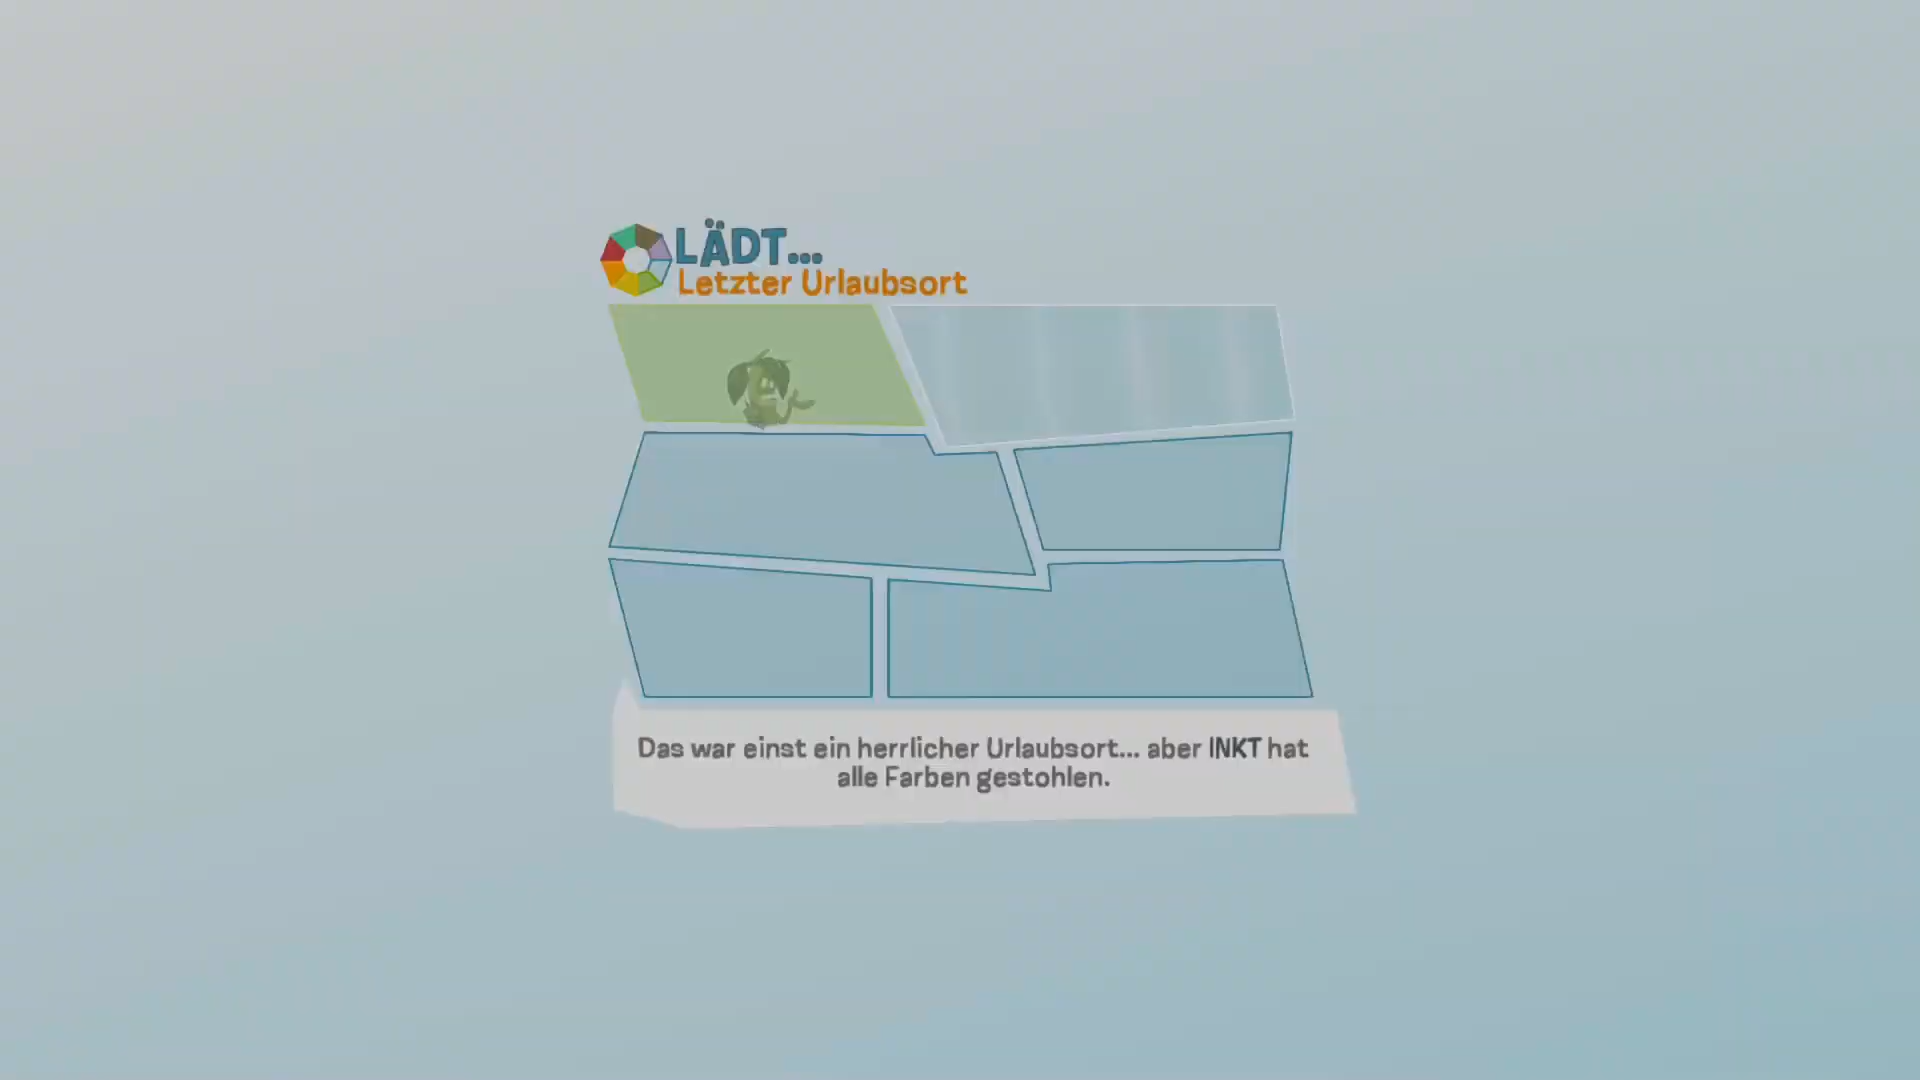 LÄDT...
Letzter Urlaubsort
Das war einst ein herrlicher Urlaubsort... aber INKT hat
alle Farben gestohlen.